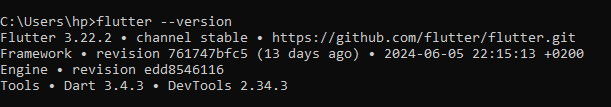 C:\Users\hp>flutter --version
Flutter 3.22.2 • channel stable • https://github.com/flutter/flutter.git
Framework • revision 761747bfc5 (13 days ago) • 2024-06-05 22:15:13 +0200
Engine • revision edd8546116
Tools • Dart 3.4.3 • DevTools 2.34.3